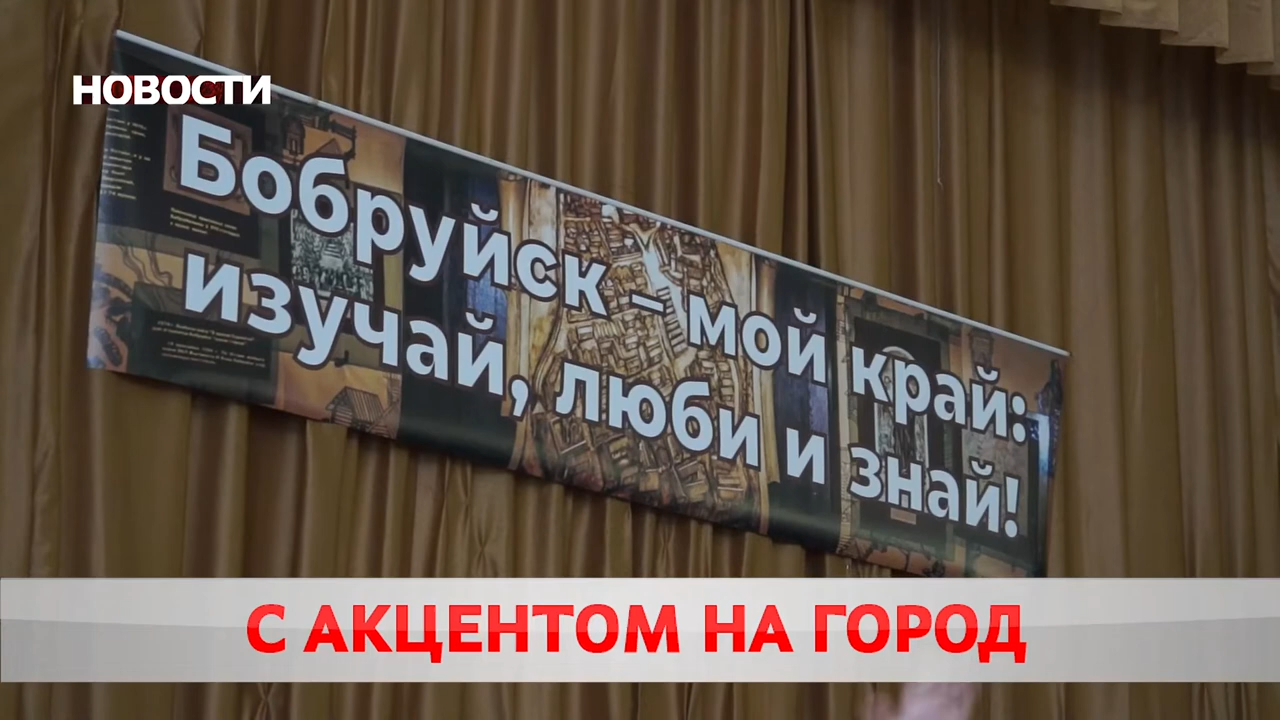 НОВОСТИ
Бобруйск – мой край:
изучай, люби и знай!
С АКЦЕНТОМ НА ГОРОД